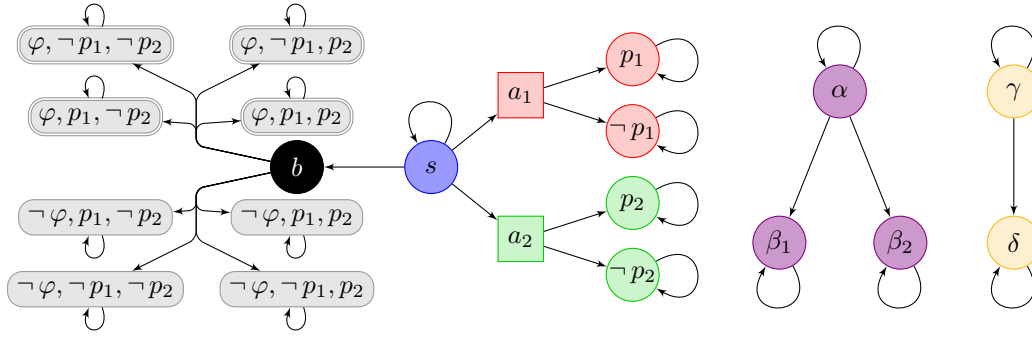 φ, ¬ p₁, ¬ p₂
φ, ¬ p₁, p₂
φ, p₁, ¬ p₂
φ, p₁, p₂
b
¬ φ, p₁, ¬ p₂
¬ φ, p₁, p₂
¬ φ, ¬ p₁, ¬ p₂
¬ φ, ¬ p₁, p₂
s
a₁
a₂
p₁
¬ p₁
p₂
¬ p₂
α
β₁
β₂
γ
δ